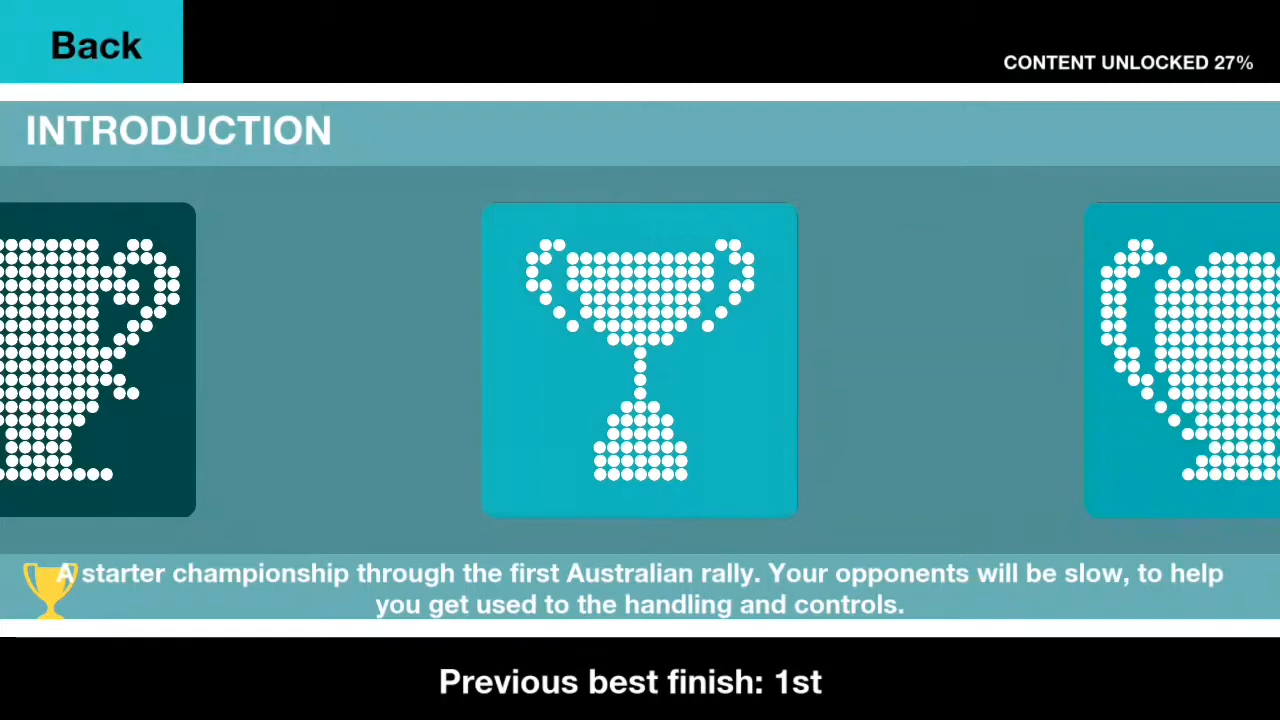 Back
CONTENT UNLOCKED 27%
INTRODUCTION
A starter championship through the first Australian rally. Your opponents will be slow, to help
you get used to the handling and controls.
Previous best finish: 1st